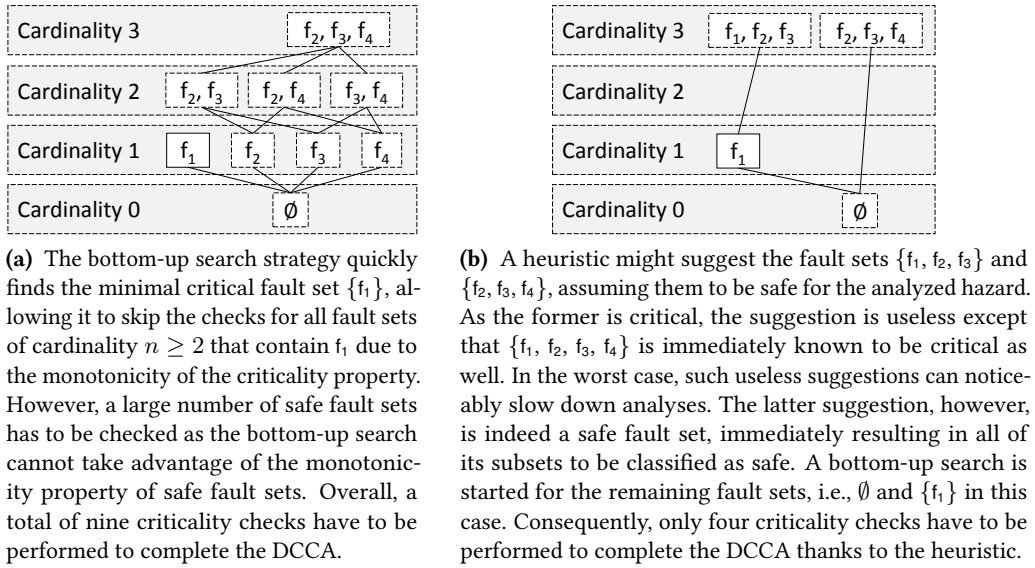 Cardinality 3
f₂, f₃, f₄
Cardinality 2
f₂, f₃
f₂, f₄
f₃, f₄
Cardinality 1
f₁
f₂
f₃
f₄
Cardinality 0
∅
(a) The bottom-up search strategy quickly
finds the minimal critical fault set {f₁}, al-
lowing it to skip the checks for all fault sets
of cardinality n ≥ 2 that contain f₁ due to
the monotonicity of the criticality property.
However, a large number of safe fault sets
has to be checked as the bottom-up search
cannot take advantage of the monotonic-
ity property of safe fault sets. Overall, a
total of nine criticality checks have to be
performed to complete the DCCA.
Cardinality 3
f₁, f₂, f₃
f₂, f₃, f₄
Cardinality 2
Cardinality 1
f₁
Cardinality 0
∅
(b) A heuristic might suggest the fault sets {f₁, f₂, f₃} and
{f₂, f₃, f₄}, assuming them to be safe for the analyzed hazard.
As the former is critical, the suggestion is useless except
that {f₁, f₂, f₃, f₄} is immediately known to be critical as
well. In the worst case, such useless suggestions can notice-
ably slow down analyses. The latter suggestion, however,
is indeed a safe fault set, immediately resulting in all of
its subsets to be classified as safe. A bottom-up search is
started for the remaining fault sets, i.e., ∅ and {f₁} in this
case. Consequently, only four criticality checks have to be
performed to complete the DCCA thanks to the heuristic.